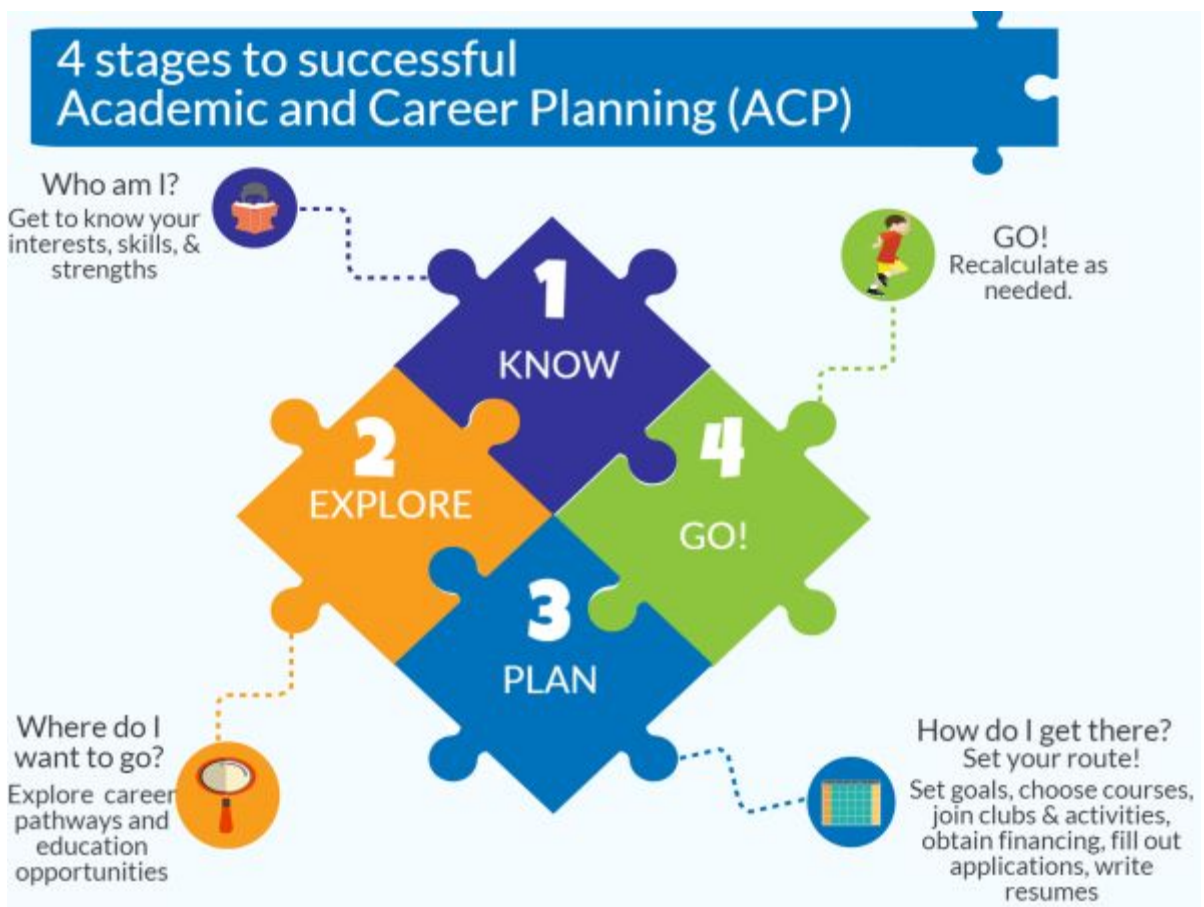 4 stages to successful
Academic and Career Planning (ACP)
Who am I?
Get to know your
interests, skills, &
strengths
GO!
Recalculate as
needed.
1
KNOW
2
EXPLORE
4
GO!
3
PLAN
Where do I
want to go?
Explore career
pathways and
education
opportunities
How do I get there?
Set your route!
Set goals, choose courses,
join clubs & activities,
obtain financing, fill out
applications, write
resumes